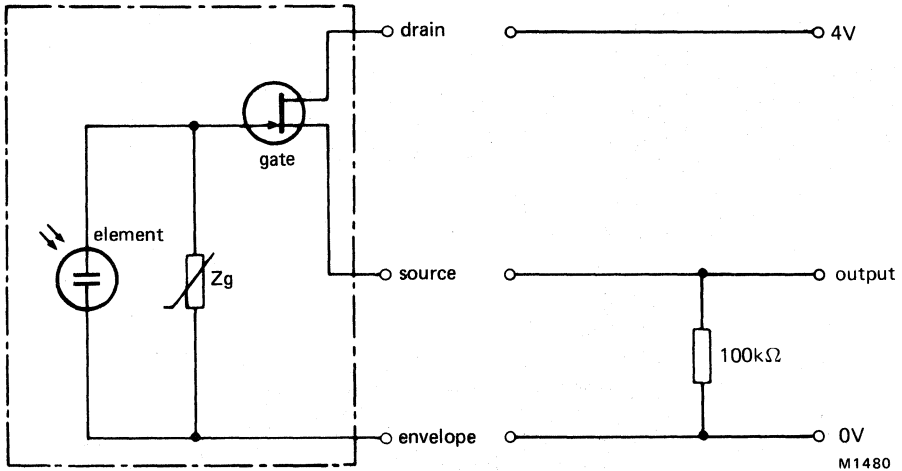 drain
4V
gate
element
Zg
source
output
100kΩ
envelope
0V
M1480